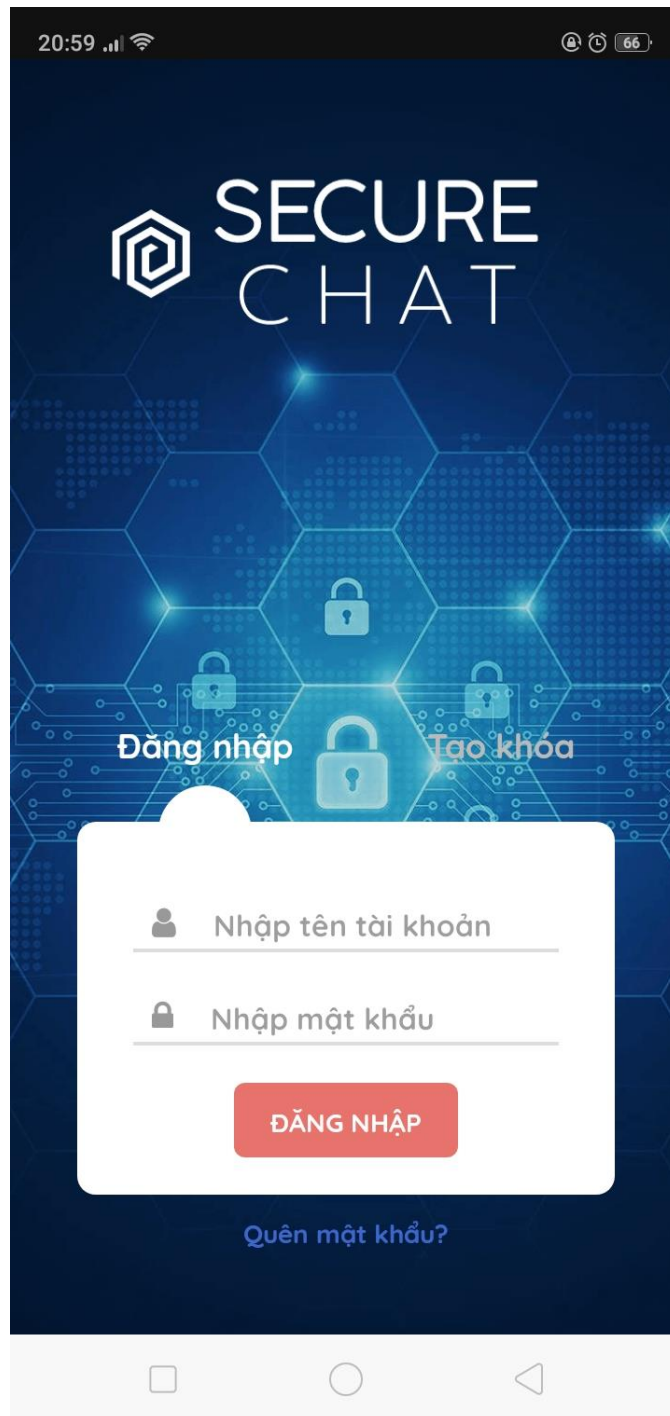 20:59
66
SECURE
CHAT
Đăng nhập
Tạo khóa
Nhập tên tài khoản
Nhập mật khẩu
ĐĂNG NHẬP
Quên mật khẩu?